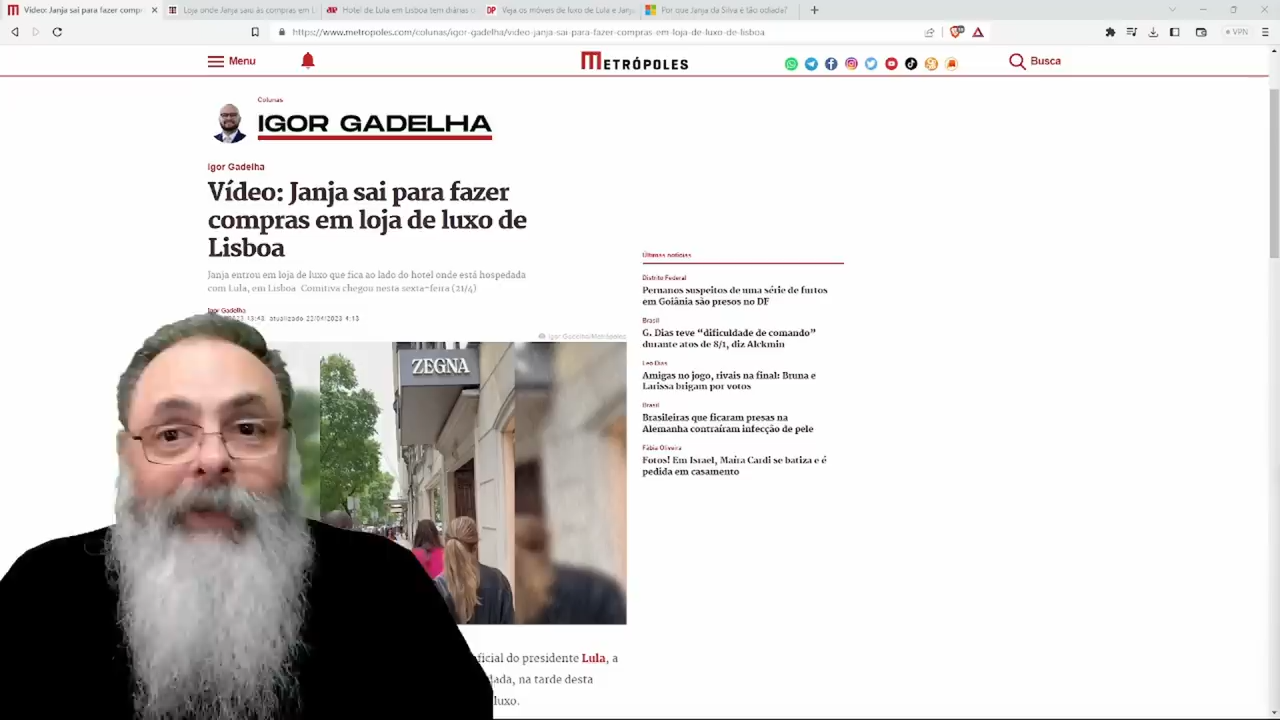 Vídeo: Janja sai para fazer compr
Loja onde Janja saiu às compras em L
Hotel de Lula em Lisboa tem diárias d
Veja os móveis de luxo de Lula e Janj
Por que Janja da Silva é tão odiada?
https://www.metropoles.com/colunas/igor-gadelha/video-janja-sai-para-fazer-compras-em-loja-de-luxo-de-lisboa
VPN
Menu
METRÓPOLES
Busca
Colunas
IGOR GADELHA
Igor Gadelha
Vídeo: Janja sai para fazer
compras em loja de luxo de
Lisboa
Janja entrou em loja de luxo que fica ao lado do hotel onde está hospedada
com Lula, em Lisboa. Comitiva chegou nesta sexta-feira (21/4)
Igor Gadelha
13:43, atualizado 22/04/2023 4:13
Igor Gadelha/Metrópoles
ZEGNA
ficial do presidente Lula, a
dada, na tarde desta
luxo.
Últimas notícias
Distrito Federal
Peruanos suspeitos de uma série de furtos
em Goiânia são presos no DF
Brasil
G. Dias teve “dificuldade de comando”
durante atos de 8/1, diz Alckmin
Leo Dias
Amigas no jogo, rivais na final: Bruna e
Larissa brigam por votos
Brasil
Brasileiras que ficaram presas na
Alemanha contraíram infecção de pele
Fábia Oliveira
Fotos! Em Israel, Maíra Cardi se batiza e é
pedida em casamento